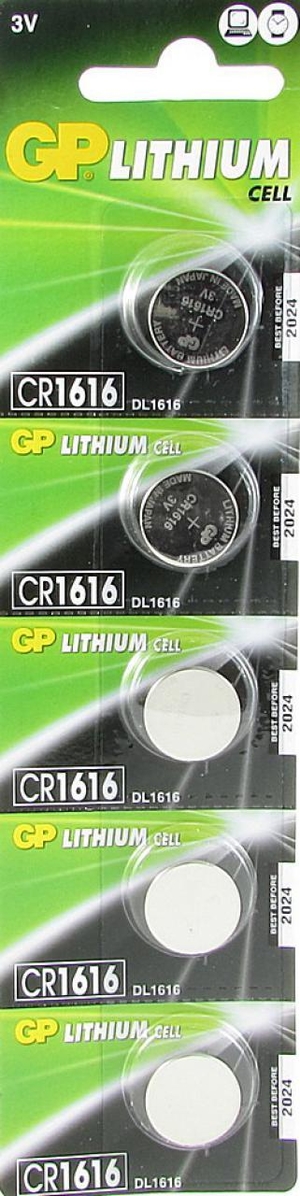 3V
GP LITHIUM
CELL
MADE IN JAPAN
CR1616
3V
+
GP
LITHIUM BATTERY
BEST BEFORE
2024
CR1616 DL1616
GP LITHIUM CELL
MADE IN JAPAN
CR1616
3V
+
GP
LITHIUM BATTERY
BEST BEFORE
2024
CR1616 DL1616
GP LITHIUM CELL
BEST BEFORE
2024
CR1616 DL1616
GP LITHIUM CELL
BEST BEFORE
2024
CR1616 DL1616
GP LITHIUM CELL
BEST BEFORE
2024
CR1616 DL1616